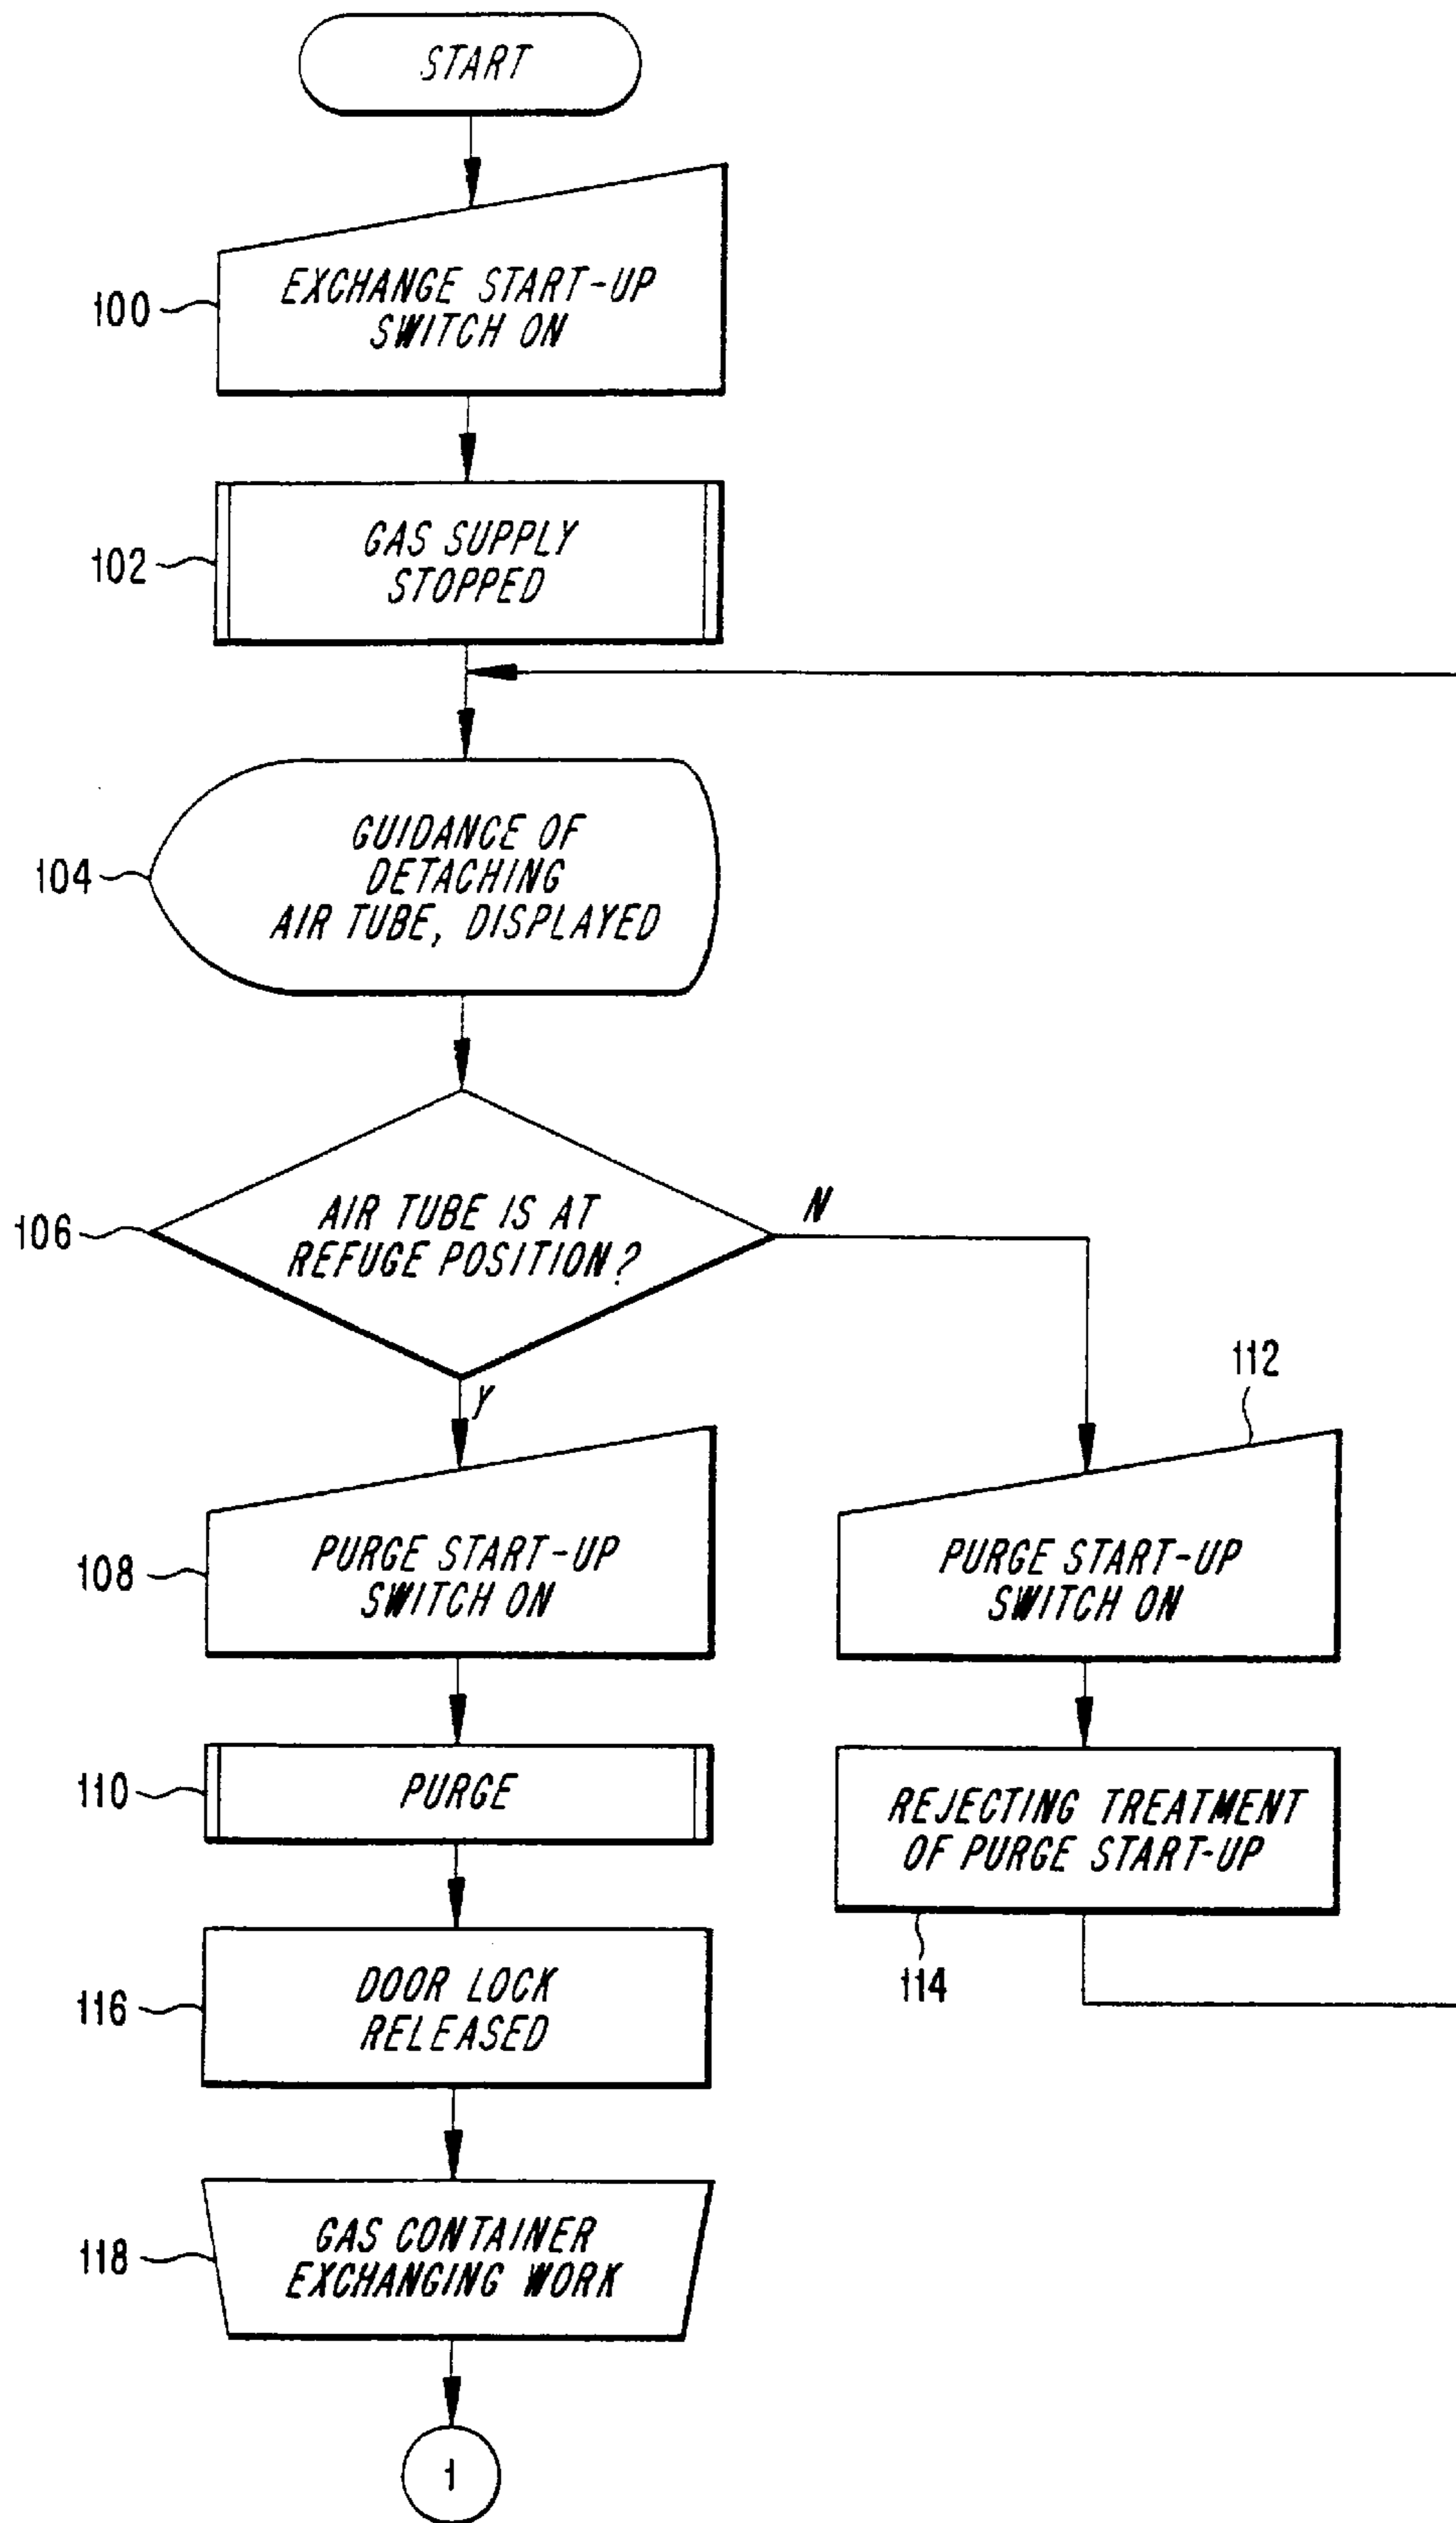 START
EXCHANGE START-UP
SWITCH ON
100
GAS SUPPLY
STOPPED
102
GUIDANCE OF
DETACHING
AIR TUBE, DISPLAYED
104
AIR TUBE IS AT
REFUGE POSITION?
106
N
Y
112
PURGE START-UP
SWITCH ON
108
PURGE START-UP
SWITCH ON
PURGE
110
REJECTING TREATMENT
OF PURGE START-UP
114
DOOR LOCK
RELEASED
116
GAS CONTAINER
EXCHANGING WORK
118
1